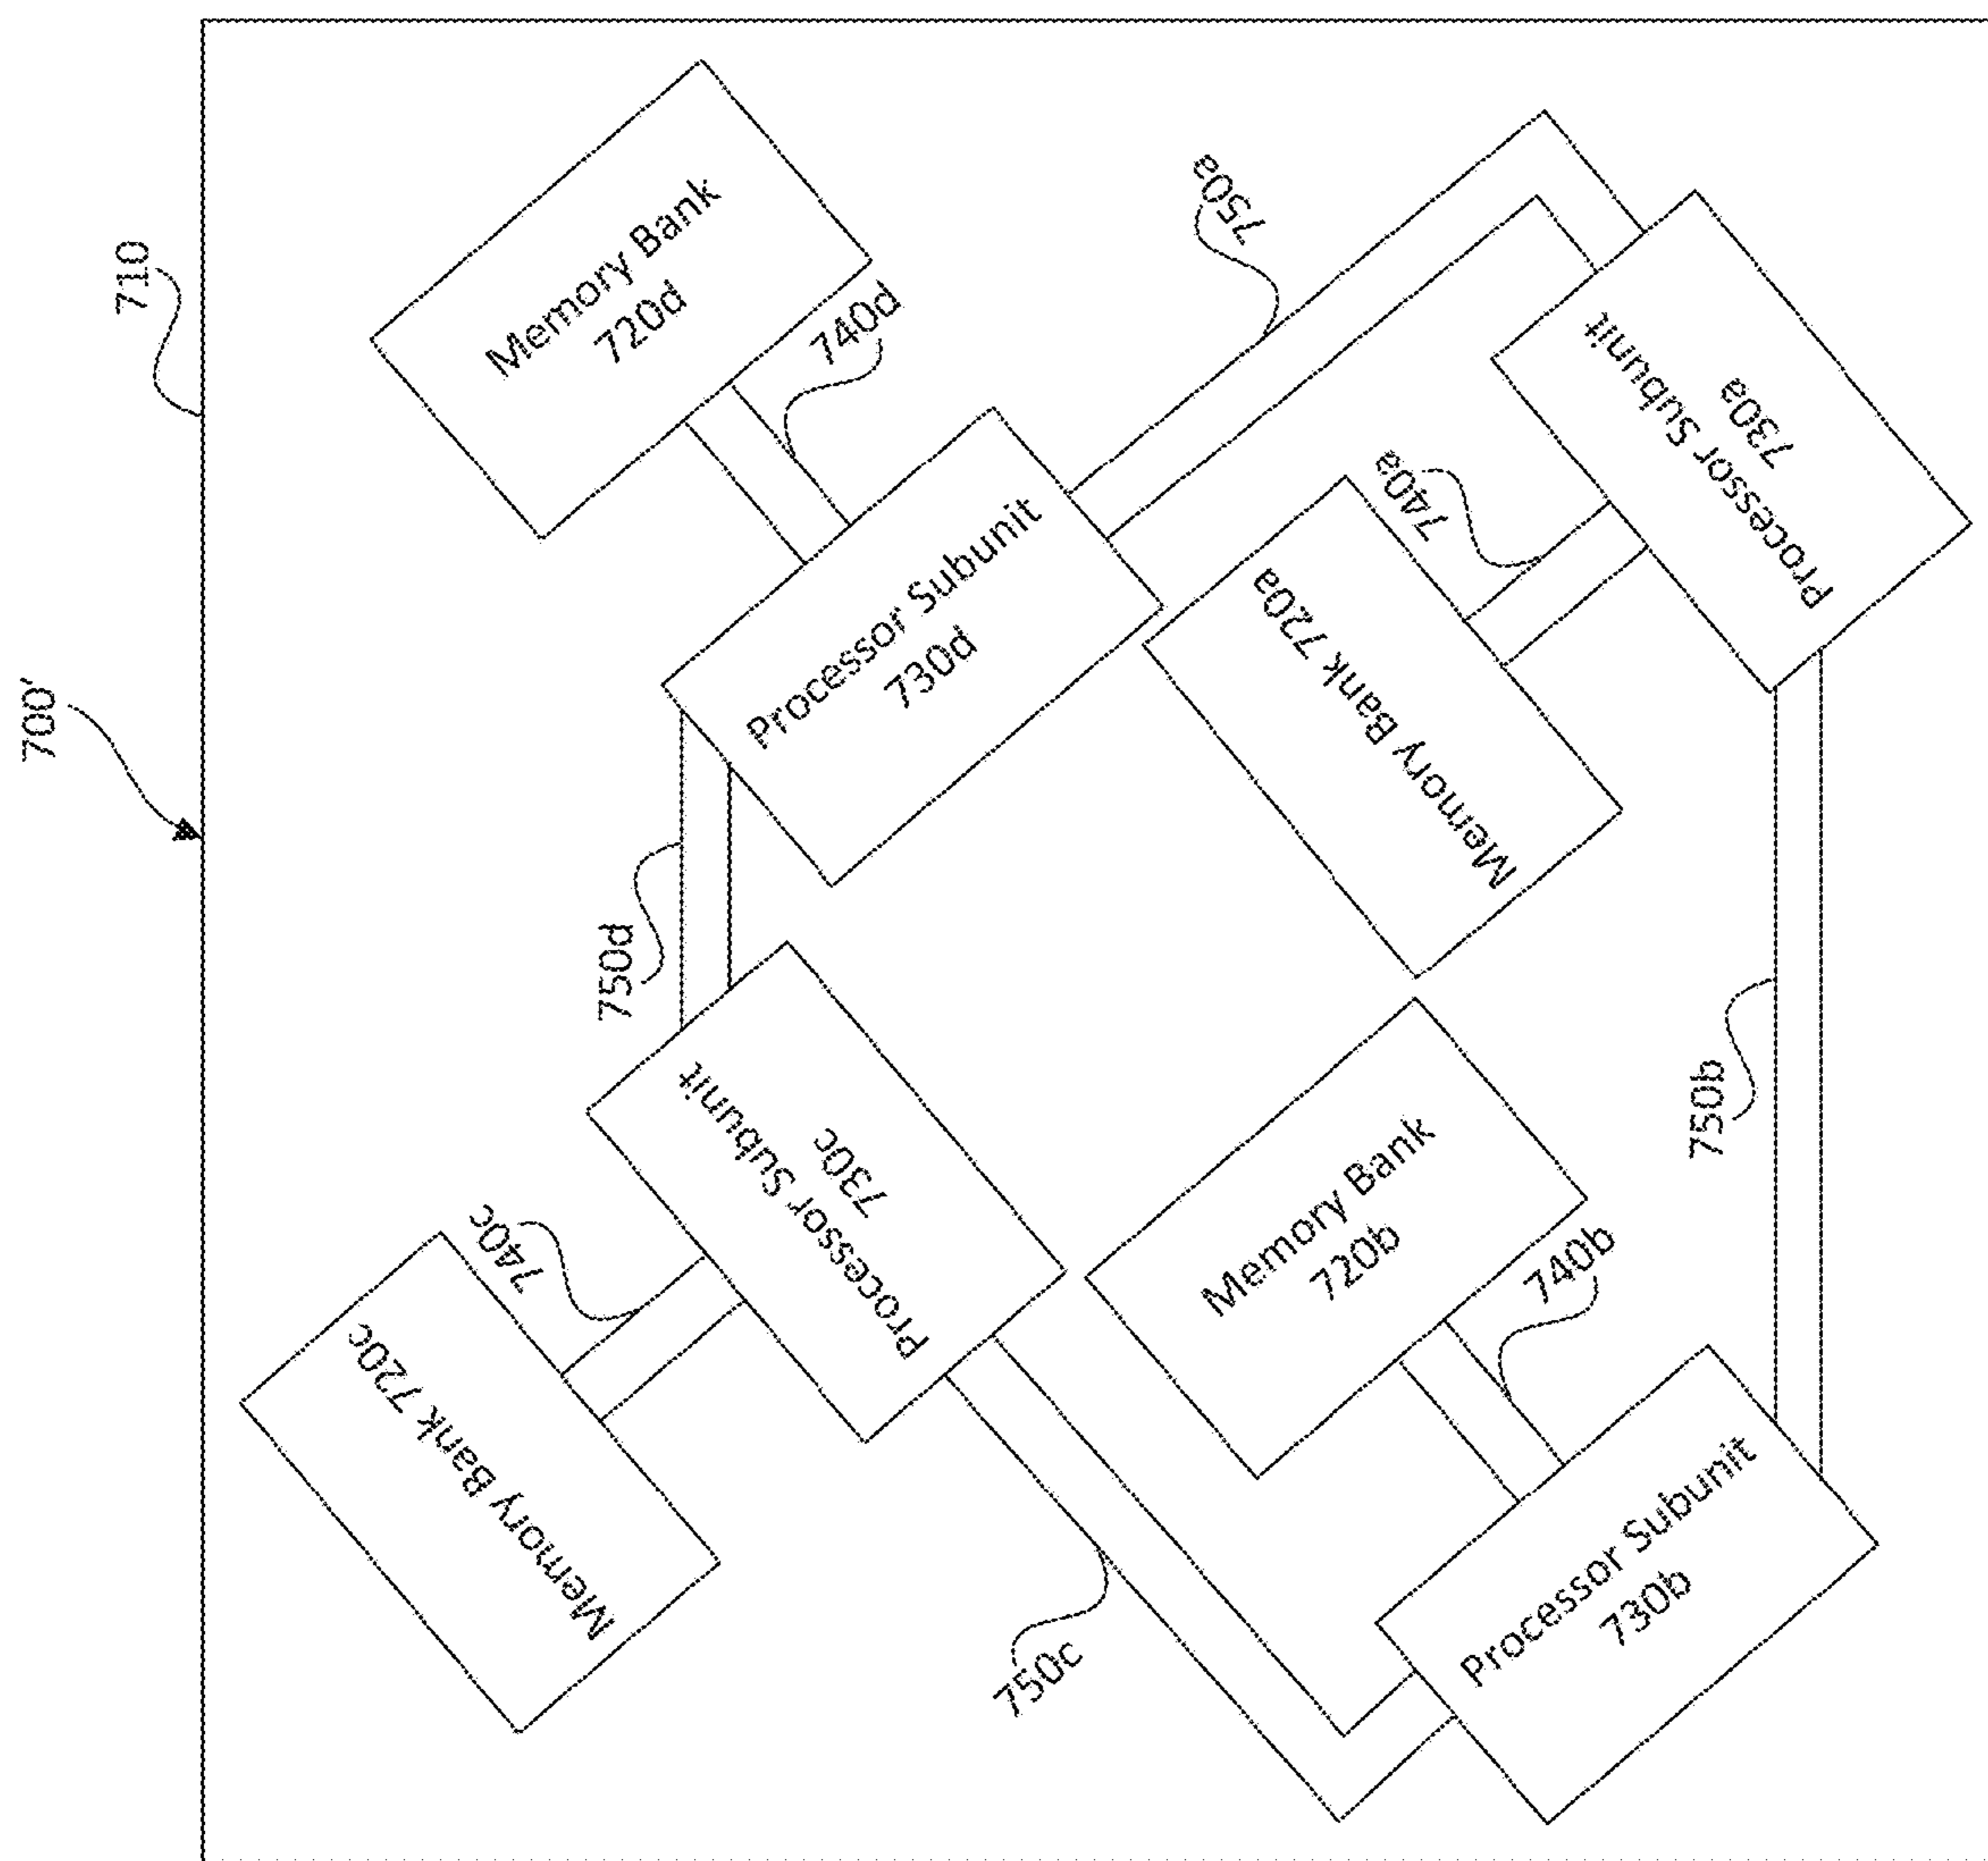 700'
710
Memory Bank
720d
740d
Processor Subunit
730d
750a
Processor Subunit
730a
740a
Memory Bank 720a
750d
Processor Subunit
730c
740c
Memory Bank 720c
Memory Bank
720b
740b
Processor Subunit
730b
750b
750c